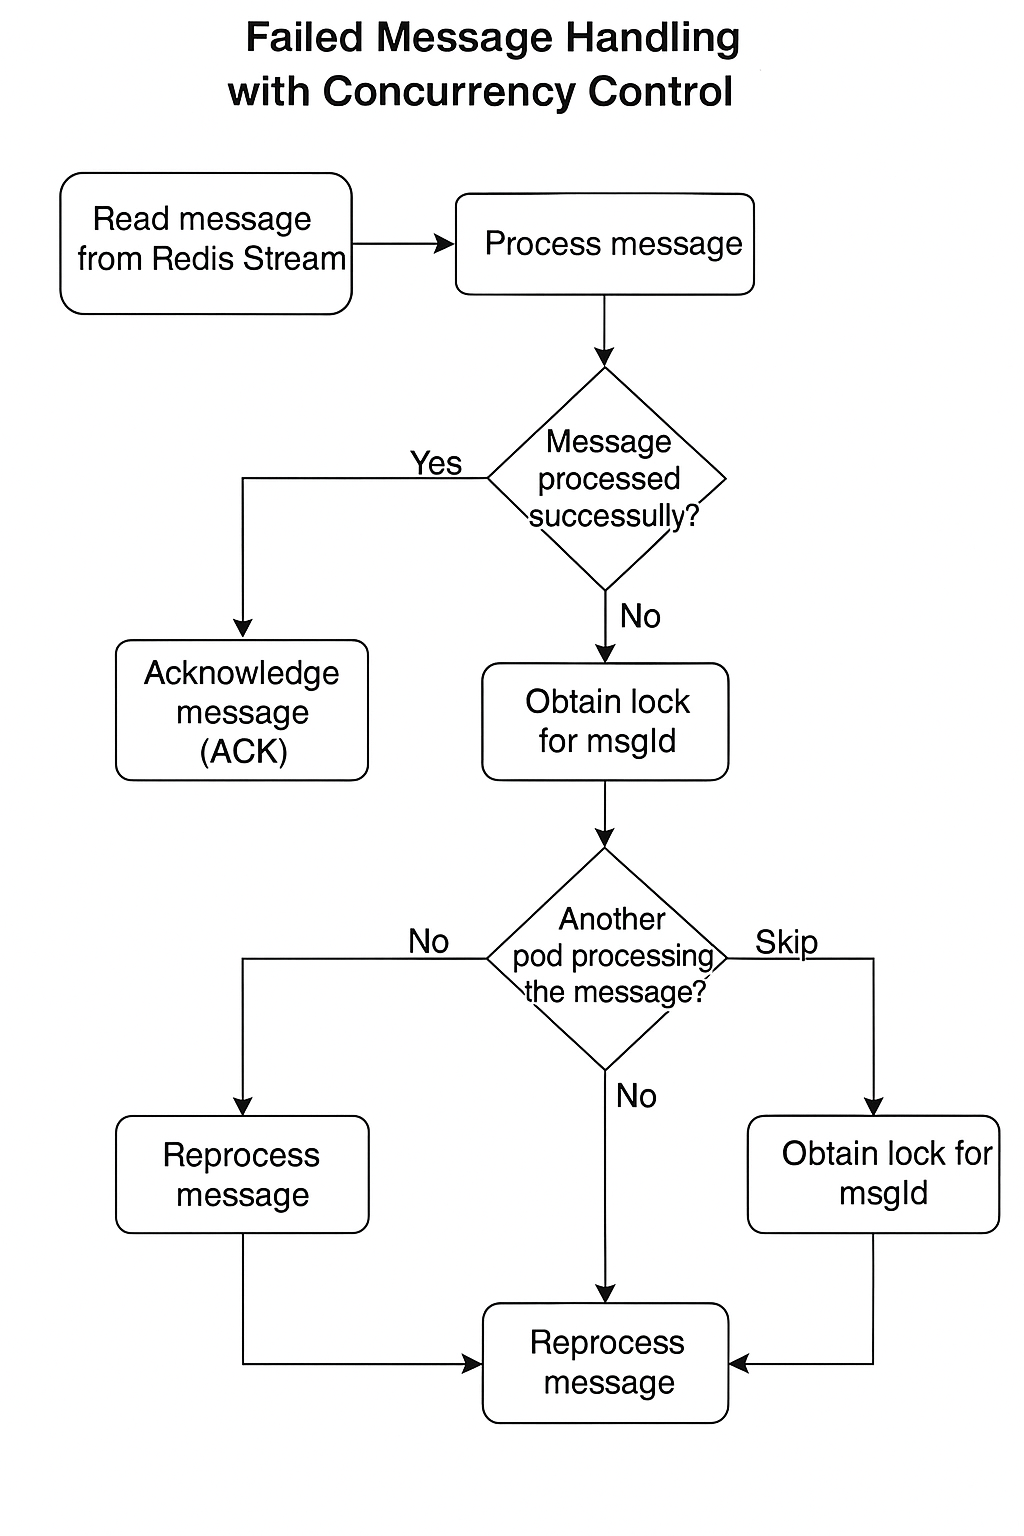 Failed Message Handling
with Concurrency Control
Read message
from Redis Stream
Process message
Message
processed
successully?
Yes
No
Acknowledge
message
(ACK)
Obtain lock
for msgId
Another
pod processing
the message?
No
Skip
No
Reprocess
message
Obtain lock for
msgId
Reprocess
message